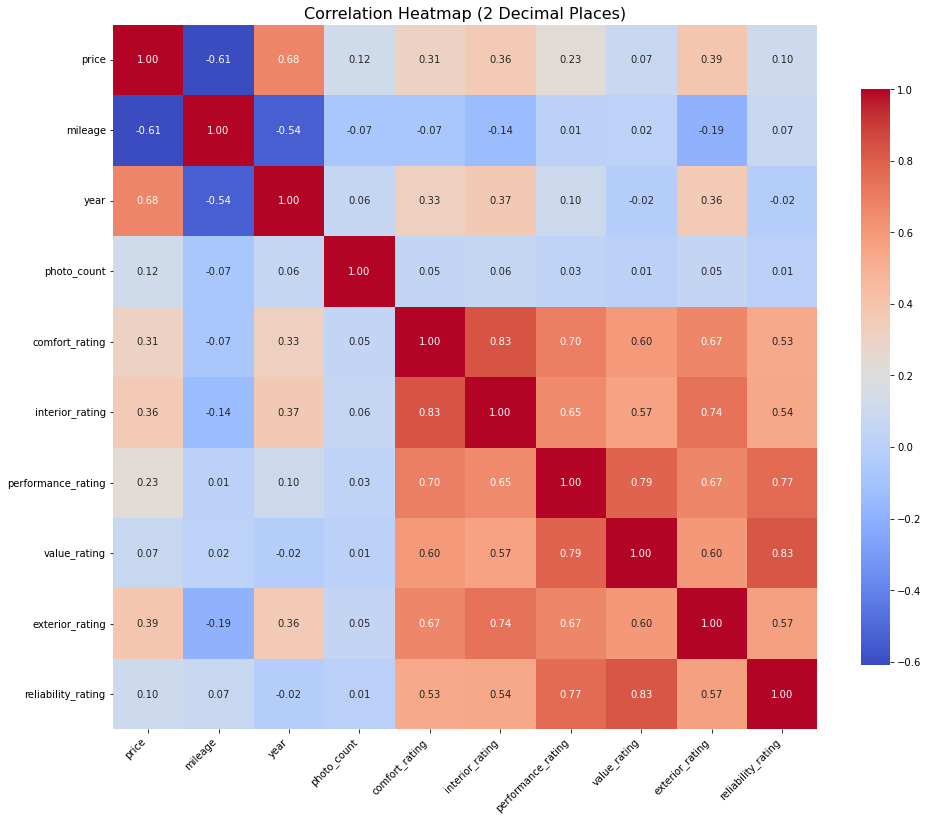 Correlation Heatmap (2 Decimal Places)
price 1.00 -0.61 0.68 0.12 0.31 0.36 0.23 0.07 0.39 0.10
mileage -0.61 1.00 -0.54 -0.07 -0.07 -0.14 0.01 0.02 -0.19 0.07
year 0.68 -0.54 1.00 0.06 0.33 0.37 0.10 -0.02 0.36 -0.02
photo_count 0.12 -0.07 0.06 1.00 0.05 0.06 0.03 0.01 0.05 0.01
comfort_rating 0.31 -0.07 0.33 0.05 1.00 0.83 0.70 0.60 0.67 0.53
interior_rating 0.36 -0.14 0.37 0.06 0.83 1.00 0.65 0.57 0.74 0.54
performance_rating 0.23 0.01 0.10 0.03 0.70 0.65 1.00 0.79 0.67 0.77
value_rating 0.07 0.02 -0.02 0.01 0.60 0.57 0.79 1.00 0.60 0.83
exterior_rating 0.39 -0.19 0.36 0.05 0.67 0.74 0.67 0.60 1.00 0.57
reliability_rating 0.10 0.07 -0.02 0.01 0.53 0.54 0.77 0.83 0.57 1.00
price mileage year photo_count comfort_rating interior_rating performance_rating value_rating exterior_rating reliability_rating
1.0
0.8
0.6
0.4
0.2
0.0
−0.2
−0.4
−0.6